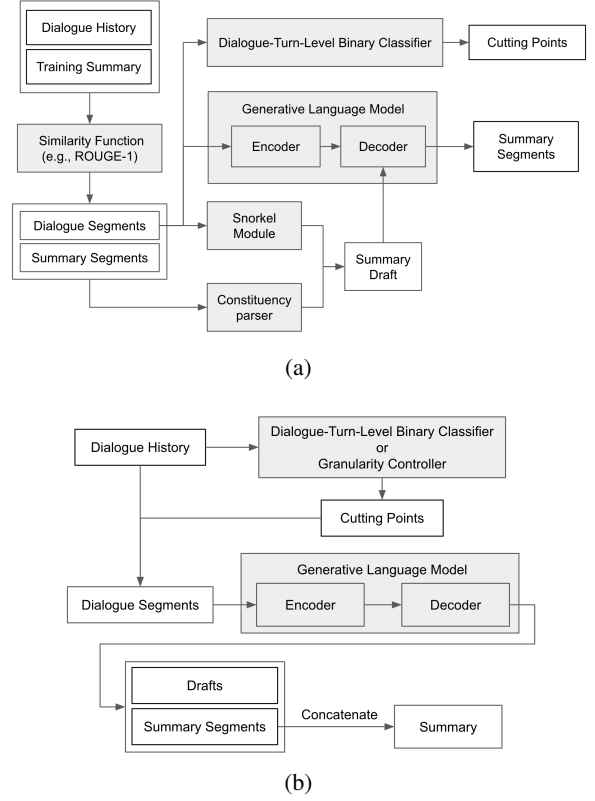 Dialogue History
Training Summary
Similarity Function
(e.g., ROUGE-1)
Dialogue Segments
Summary Segments
Dialogue-Turn-Level Binary Classifier
Cutting Points
Generative Language Model
Encoder
Decoder
Summary
Segments
Snorkel
Module
Constituency
parser
Summary
Draft
(a)
Dialogue History
Dialogue-Turn-Level Binary Classifier
or
Granularity Controller
Cutting Points
Dialogue Segments
Generative Language Model
Encoder
Decoder
Drafts
Summary Segments
Concatenate
Summary
(b)